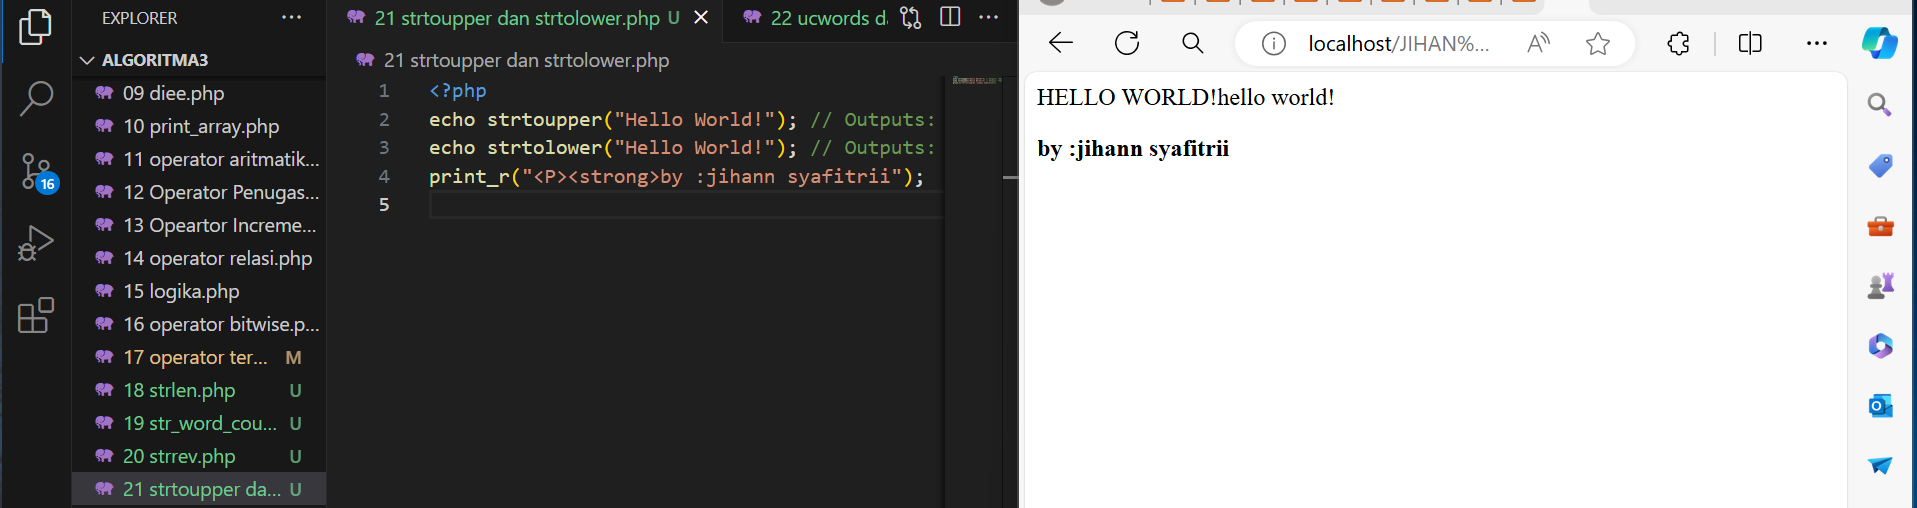 EXPLORER
ALGORITMA3
09 diee.php
10 print_array.php
11 operator aritmatik...
12 Operator Penugas...
13 Opeartor Increme...
14 operator relasi.php
15 logika.php
16 operator bitwise.p...
17 operator ter... M
18 strlen.php U
19 str_word_cou... U
20 strrev.php U
21 strtoupper da... U
16
21 strtoupper dan strtolower.php U
22 ucwords d
21 strtoupper dan strtolower.php
1 <?php
2 echo strtoupper("Hello World!"); // Outputs:
3 echo strtolower("Hello World!"); // Outputs:
4 print_r("<P><strong>by :jihann syafitrii");
5
localhost/JIHAN%...
HELLO WORLD!hello world!
by :jihann syafitrii